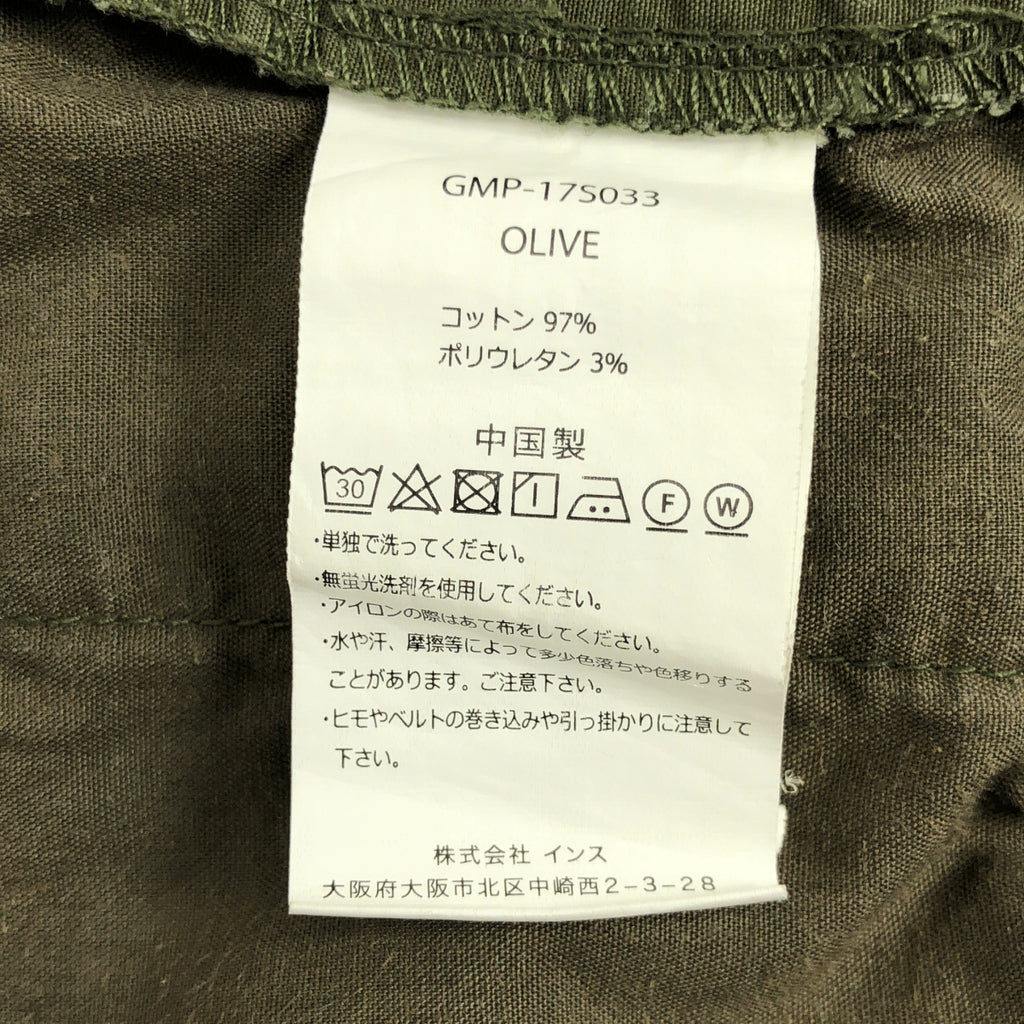 GMP-17S033
OLIVE
コットン 97%
ポリウレタン 3%
中国製
30 F W
・単独で洗ってください。
・無蛍光洗剤を使用してください。
・アイロンの際はあて布をしてください。
・水や汗、摩擦等によって多少色落ちや色移りする
ことがあります。ご注意下さい。
・ヒモやベルトの巻き込みや引っ掛かりに注意して
下さい。
株式会社 インス
大阪府大阪市北区中崎西2-3-28